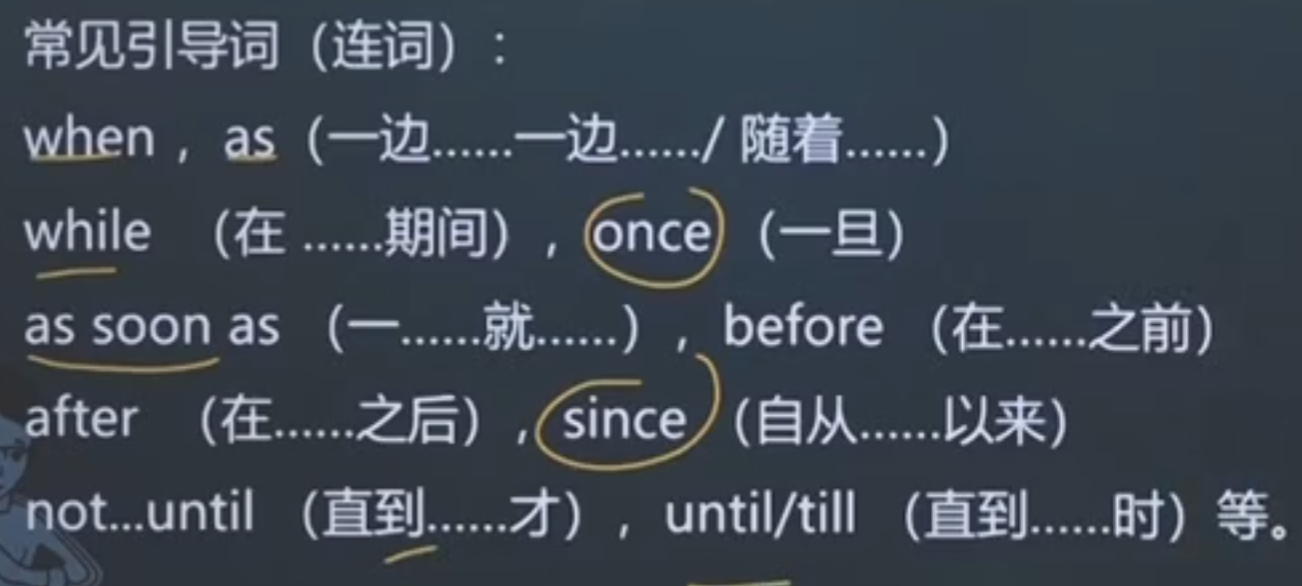 常见引导词（连词）：
when，as（一边......一边....../ 随着......）
while （在 ......期间），once（一旦）
as soon as （一......就......），before （在......之前）
after （在......之后），since（自从......以来）
not...until （直到......才），until/till （直到......时）等。